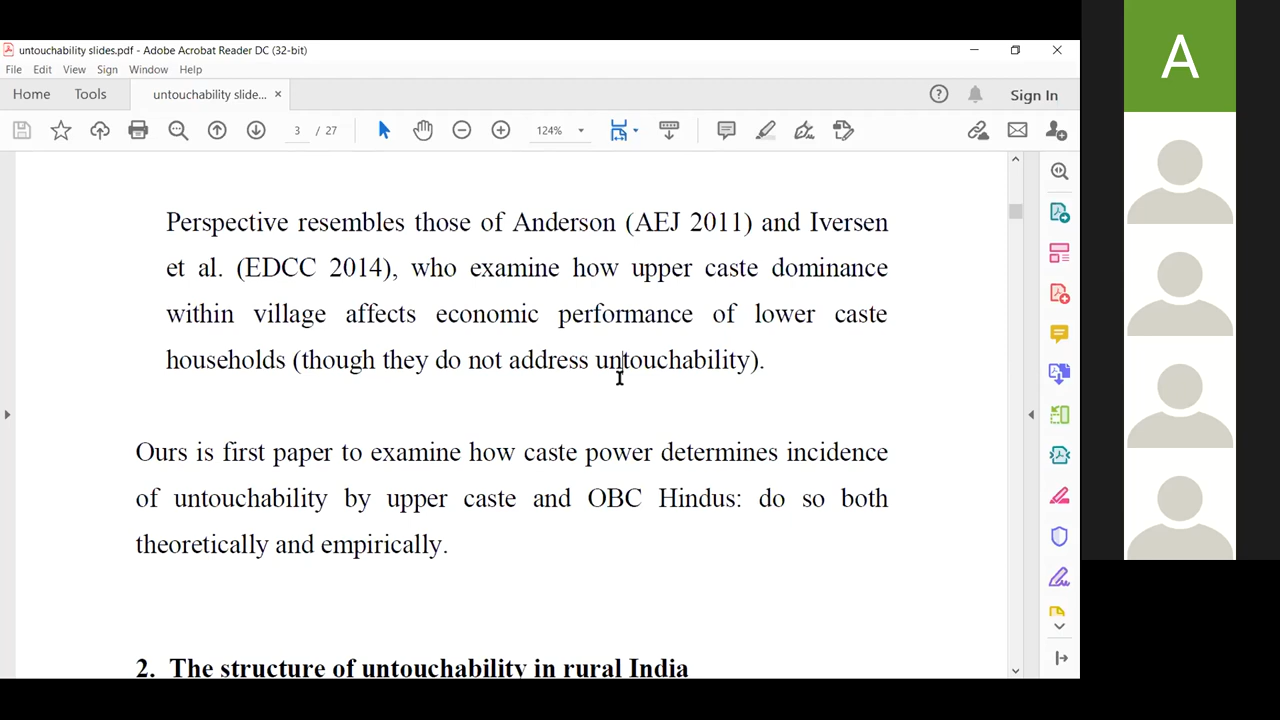 untouchability slides.pdf - Adobe Acrobat Reader DC (32-bit)
File Edit View Sign Window Help
Home Tools untouchability slide... × Sign In
3 / 27 124%
A
Perspective resembles those of Anderson (AEJ 2011) and Iversen
et al. (EDCC 2014), who examine how upper caste dominance
within village affects economic performance of lower caste
households (though they do not address untouchability).
Ours is first paper to examine how caste power determines incidence
of untouchability by upper caste and OBC Hindus: do so both
theoretically and empirically.
2. The structure of untouchability in rural India